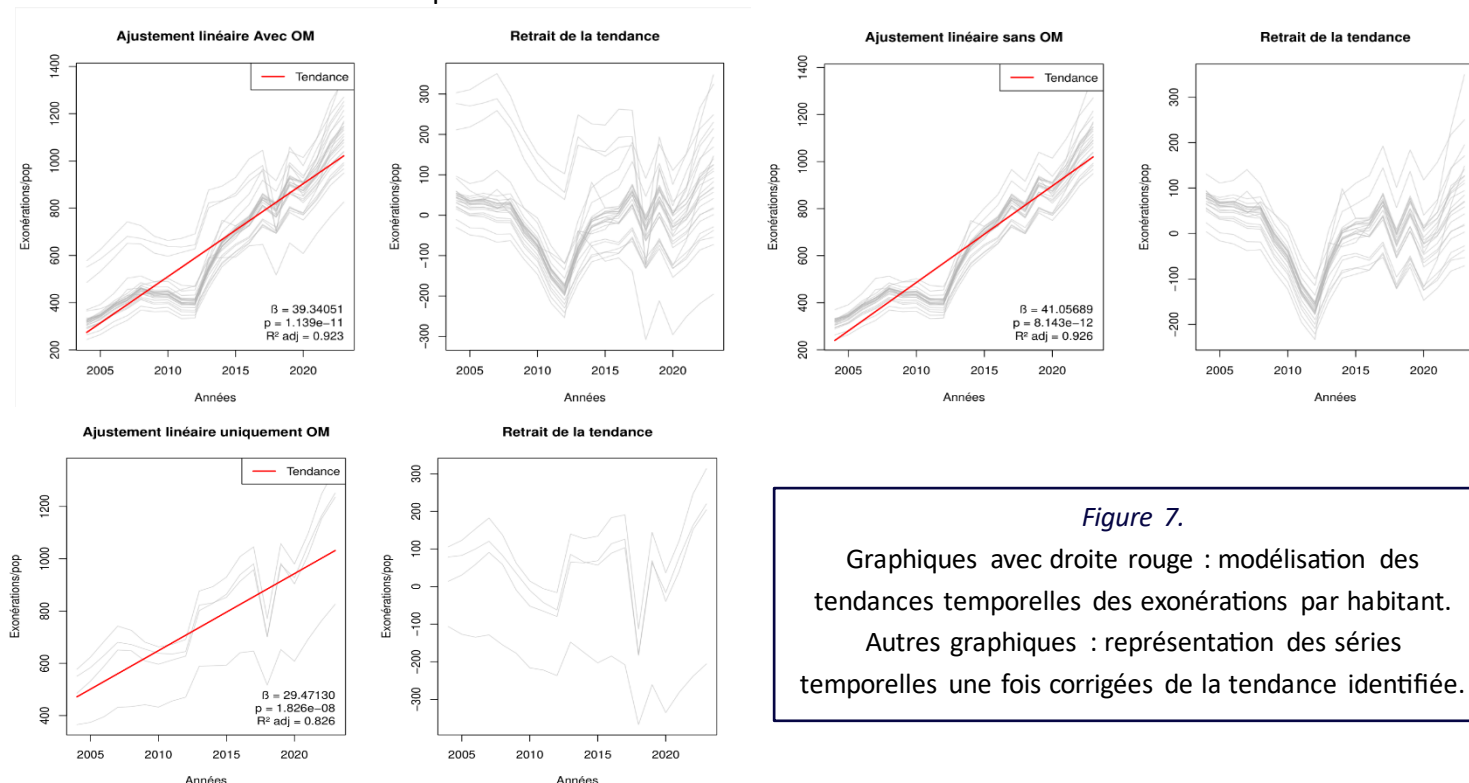 Ajustement linéaire Avec OM
Tendance
1400
1200
1000
800
600
400
200
Exonérations/pop
ß = 39.34051
p = 1.139e−11
R² adj = 0.923
2005 2010 2015 2020
Années
Retrait de la tendance
300
200
100
0
−100
−200
−300
Exonérations/pop
2005 2010 2015 2020
Années
Ajustement linéaire sans OM
Tendance
1400
1200
1000
800
600
400
200
Exonérations/pop
ß = 41.05689
p = 8.143e−12
R² adj = 0.926
2005 2010 2015 2020
Années
Retrait de la tendance
300
200
100
0
−100
−200
Exonérations/pop
2005 2010 2015 2020
Années
Ajustement linéaire uniquement OM
Tendance
1200
1000
800
600
400
Exonérations/pop
ß = 29.47130
p = 1.826e−08
R² adj = 0.826
2005 2010 2015 2020
Années
Retrait de la tendance
300
200
100
0
−100
−200
−300
Exonérations/pop
2005 2010 2015 2020
Années
Figure 7.
Graphiques avec droite rouge : modélisation des
tendances temporelles des exonérations par habitant.
Autres graphiques : représentation des séries
temporelles une fois corrigées de la tendance identifiée.